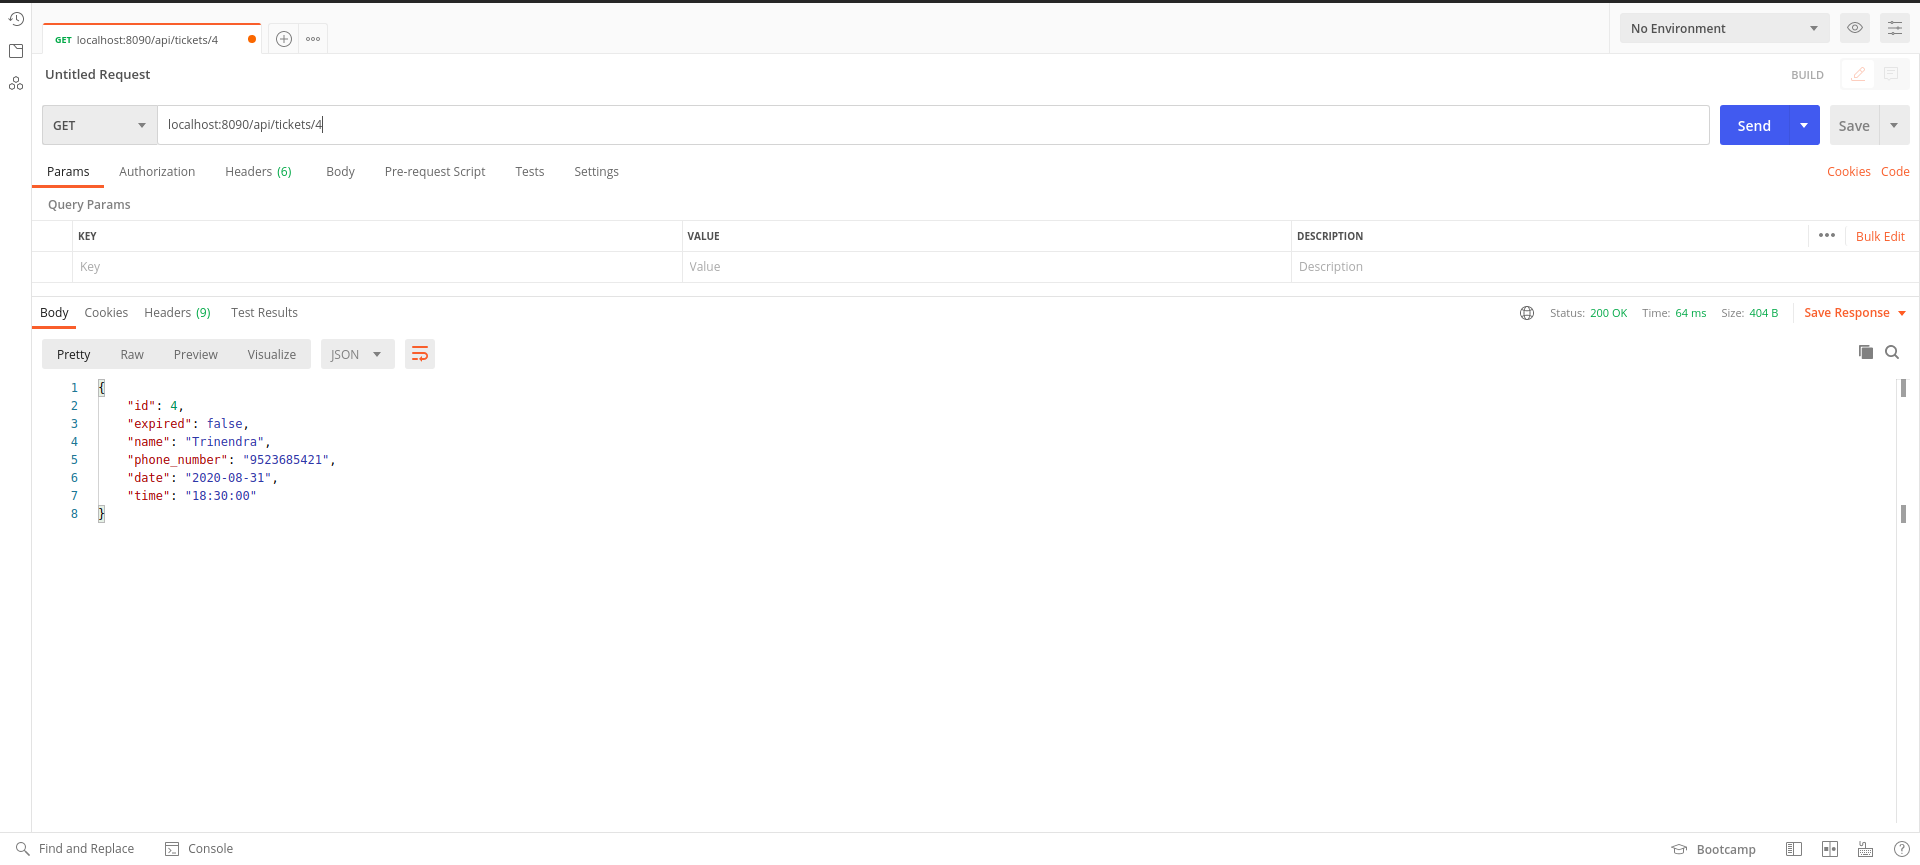 GET localhost:8090/api/tickets/4
No Environment
Untitled Request
BUILD
GET
localhost:8090/api/tickets/4
Send
Save
Params Authorization Headers (6) Body Pre-request Script Tests Settings
Cookies Code
Query Params
KEY VALUE DESCRIPTION
Bulk Edit
Key Value Description
Body Cookies Headers (9) Test Results
Status: 200 OK Time: 64 ms Size: 404 B Save Response
Pretty Raw Preview Visualize JSON
1 {
2 "id": 4,
3 "expired": false,
4 "name": "Trinendra",
5 "phone_number": "9523685421",
6 "date": "2020-08-31",
7 "time": "18:30:00"
8 }
Find and Replace Console
Bootcamp